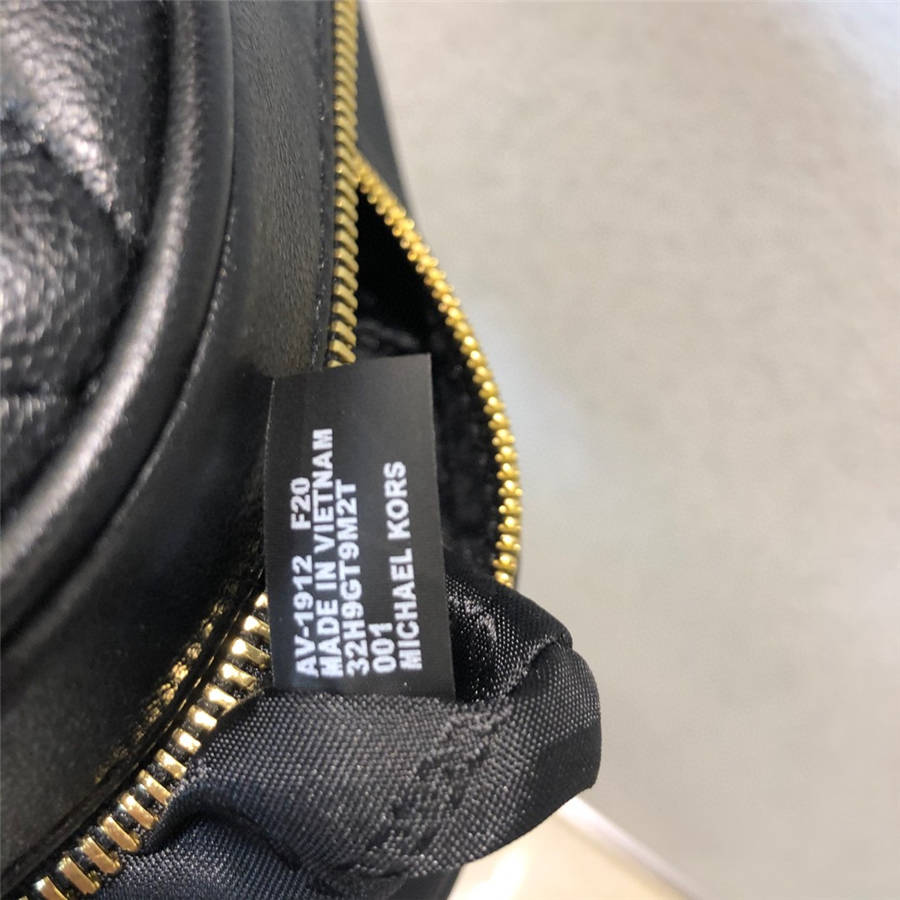 AV-1912 F20
MADE IN VIETNAM
32H9GT9M2T
001
MICHAEL KORS